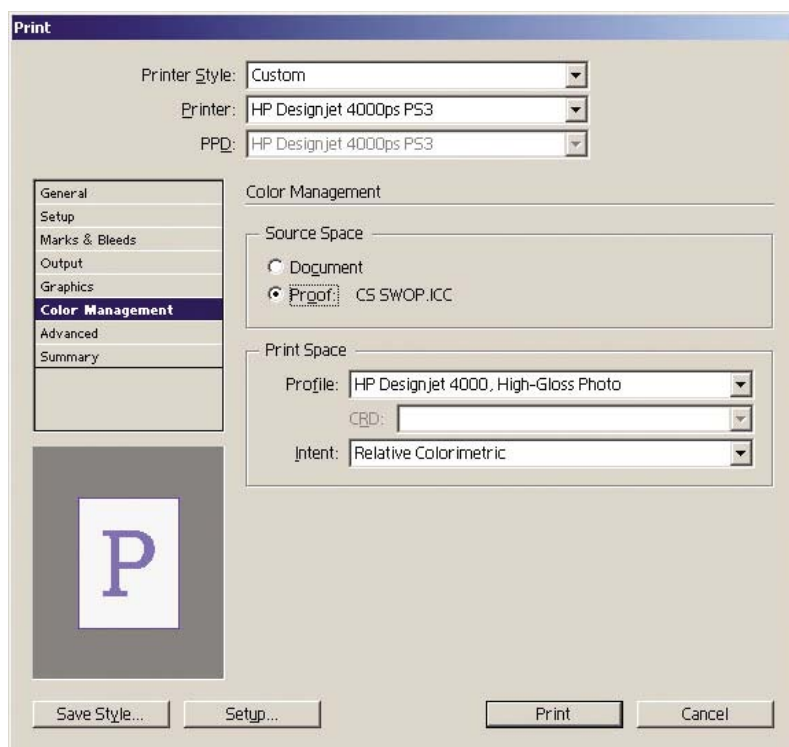 Print
Printer Style: Custom
Printer: HP Designjet 4000ps PS3
PPD: HP Designjet 4000ps PS3
General
Setup
Marks & Bleeds
Output
Graphics
Color Management
Advanced
Summary
Color Management
Source Space
Document
Proof: CS SWOP.ICC
Print Space
Profile: HP Designjet 4000, High-Gloss Photo
CRD:
Intent: Relative Colorimetric
P
Save Style...
Setup...
Print
Cancel